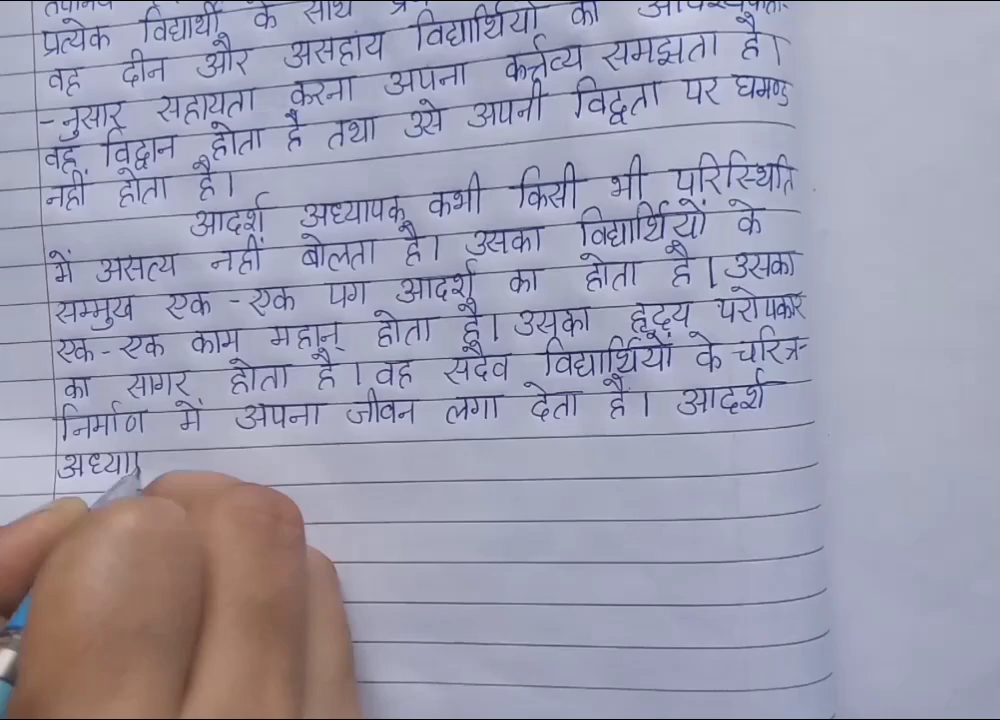 प्रत्येक विद्यार्थी के साथ
वह दीन और असहाय विद्यार्थियों की आवश्यकता-
-नुसार सहायता करना अपना कर्त्तव्य समझता है।
वह विद्वान होता है तथा उसे अपनी विद्वता पर घमण्ड
नहीं होता है।
आदर्श अध्यापक कभी किसी भी परिस्थिति
में असत्य नहीं बोलता है। उसका विद्यार्थियों के
सम्मुख एक-एक पग आदर्श का होता है। उसका
एक-एक काम महान् होता है। उसका हृदय परोपकार
का सागर होता है। वह सदैव विद्यार्थियों के चरित्र-
निर्माण में अपना जीवन लगा देता है। आदर्श
अध्या